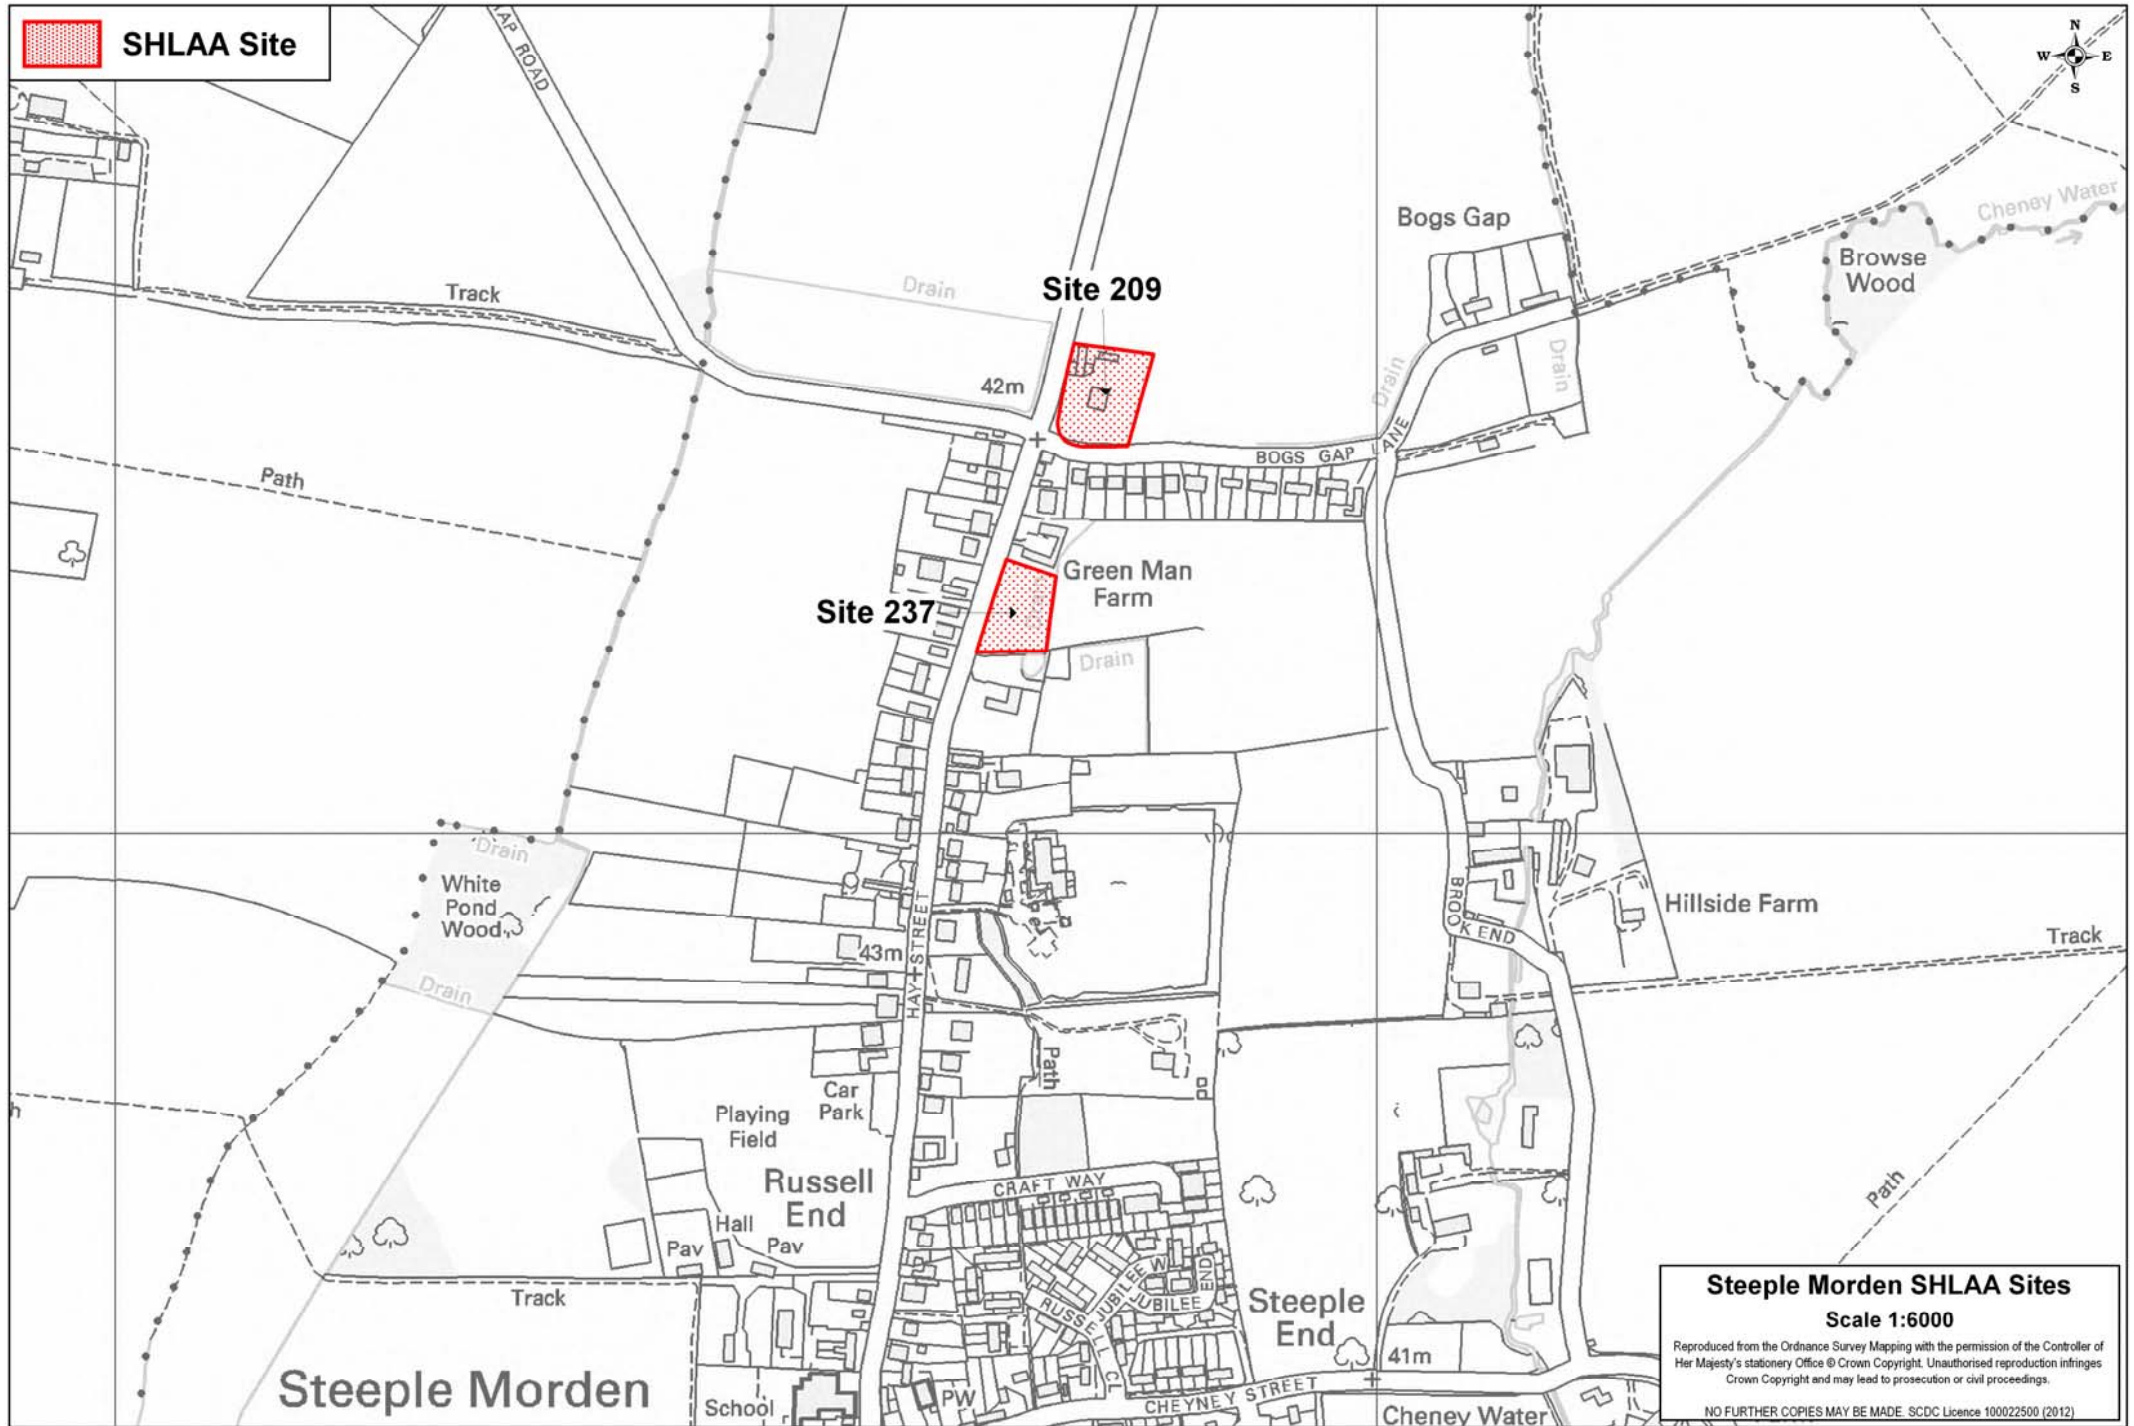 SHLAA Site
AP ROAD
N
W E
S
Cheney Water
Bogs Gap
Browse
Wood
Drain
Site 209
Track
42m
Drain
Drain
BOGS GAP LANE
Path
Green Man
Farm
Site 237
Drain
Drain
White
Pond
Wood
HAY STREET
43m
BROOK END
Hillside Farm
Track
Drain
Path
Car
Park
Playing
Field
Russell
End
CRAFT WAY
Path
Hall
Pav
Pav
Track
JUBILEE W
JUBILEE END
RUSSELL CL
Steeple
End
41m
Steeple Morden
School
PW
CHEYNEY STREET
Cheney Water
Steeple Morden SHLAA Sites
Scale 1:6000
Reproduced from the Ordnance Survey Mapping with the permission of the Controller of
Her Majesty's stationery Office © Crown Copyright. Unauthorised reproduction infringes
Crown Copyright and may lead to prosecution or civil proceedings.
NO FURTHER COPIES MAY BE MADE. SCDC Licence 100022500 (2012)